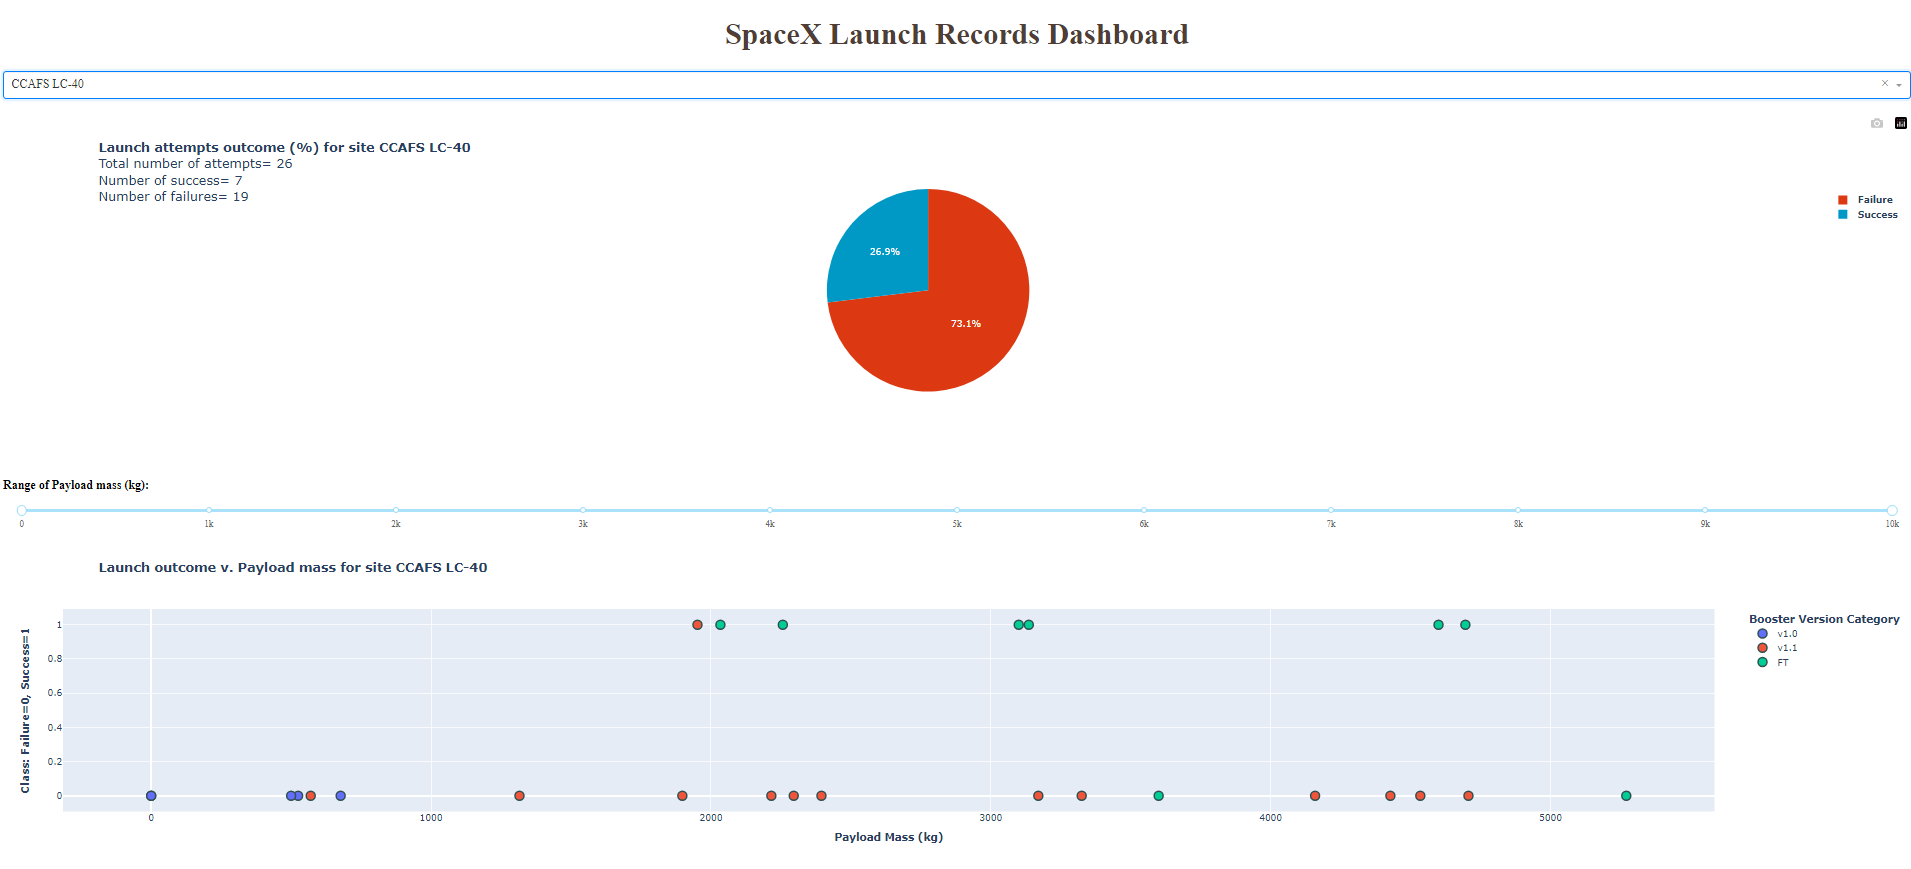 SpaceX Launch Records Dashboard
CCAFS LC-40
Launch attempts outcome (%) for site CCAFS LC-40
Total number of attempts= 26
Number of success= 7
Number of failures= 19
Failure
Success
26.9%
73.1%
Range of Payload mass (kg):
0 1k 2k 3k 4k 5k 6k 7k 8k 9k 10k
Launch outcome v. Payload mass for site CCAFS LC-40
Class: Failure=0, Success=1
1
0.8
0.6
0.4
0.2
0
0 1000 2000 3000 4000 5000
Payload Mass (kg)
Booster Version Category
v1.0
v1.1
FT